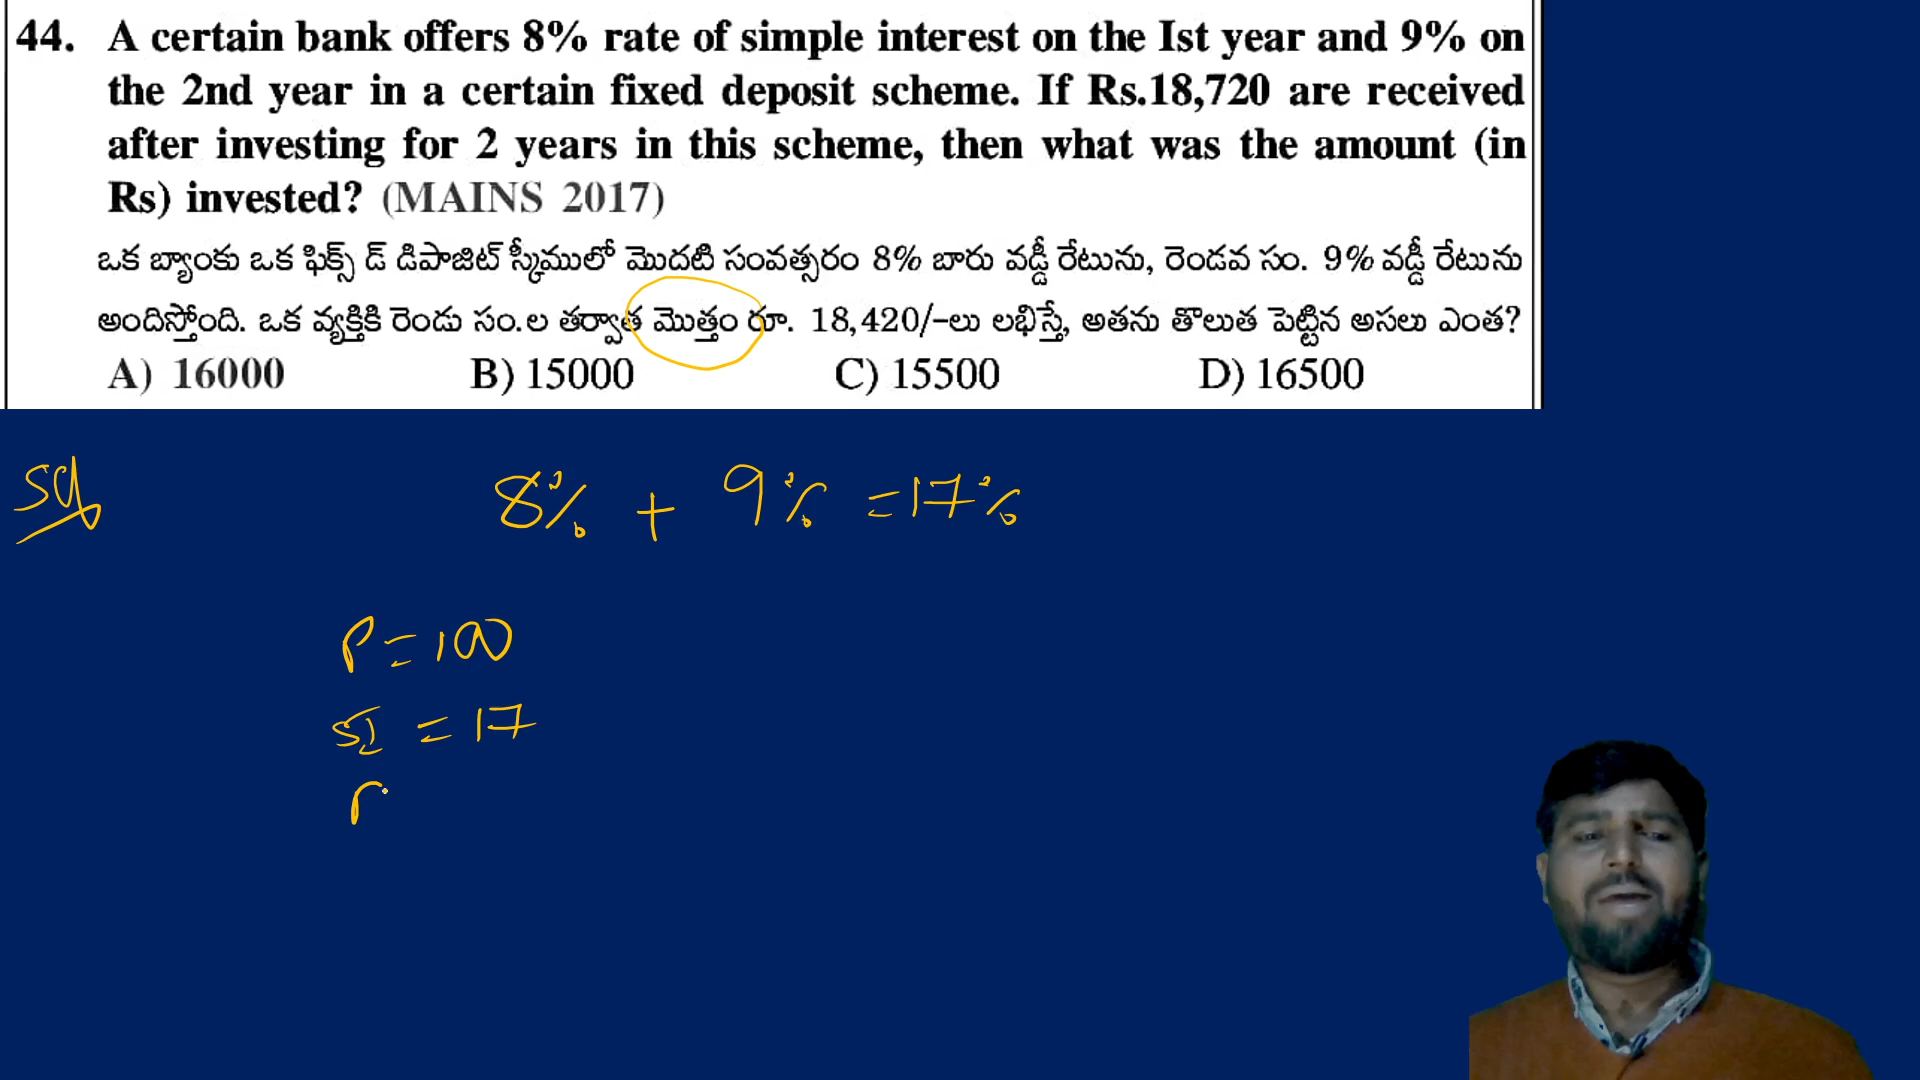 44. A certain bank offers 8% rate of simple interest on the Ist year and 9% on
the 2nd year in a certain fixed deposit scheme. If Rs.18,720 are received
after investing for 2 years in this scheme, then what was the amount (in
Rs) invested? (MAINS 2017)
ఒక బ్యాంకు ఒక ఫిక్స్ డ్ డిపాజిట్ స్కీములో మొదటి సంవత్సరం 8% బారు వడ్డీ రేటును, రెండవ సం. 9% వడ్డీ రేటును
అందిస్తోంది. ఒక వ్యక్తికి రెండు సం.ల తర్వాత మొత్తం రూ. 18,420/-లు లభిస్తే, అతను తొలుత పెట్టిన అసలు ఎంత?
A) 16000 B) 15000 C) 15500 D) 16500
Sol
8% + 9% = 17%
P = 100
SI = 17